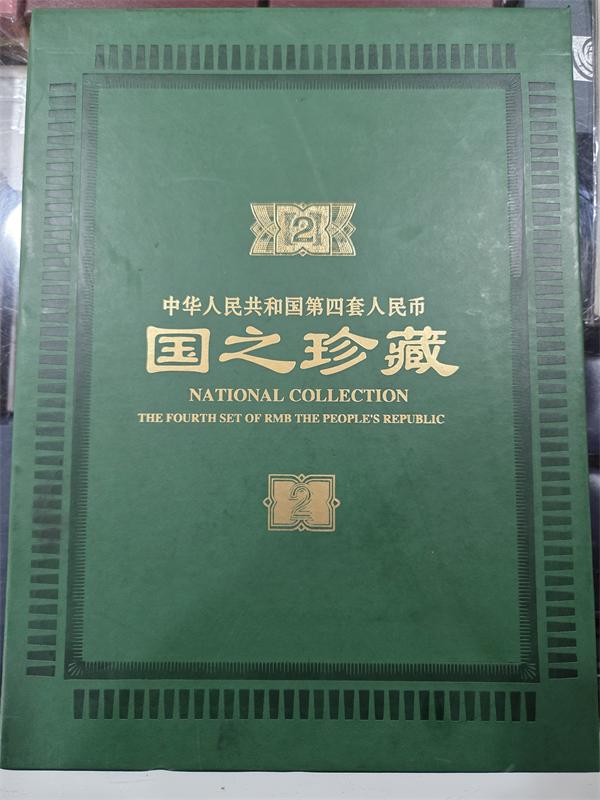 2
中华人民共和国第四套人民币
国之珍藏
NATIONAL COLLECTION
THE FOURTH SET OF RMB THE PEOPLE'S REPUBLIC
2